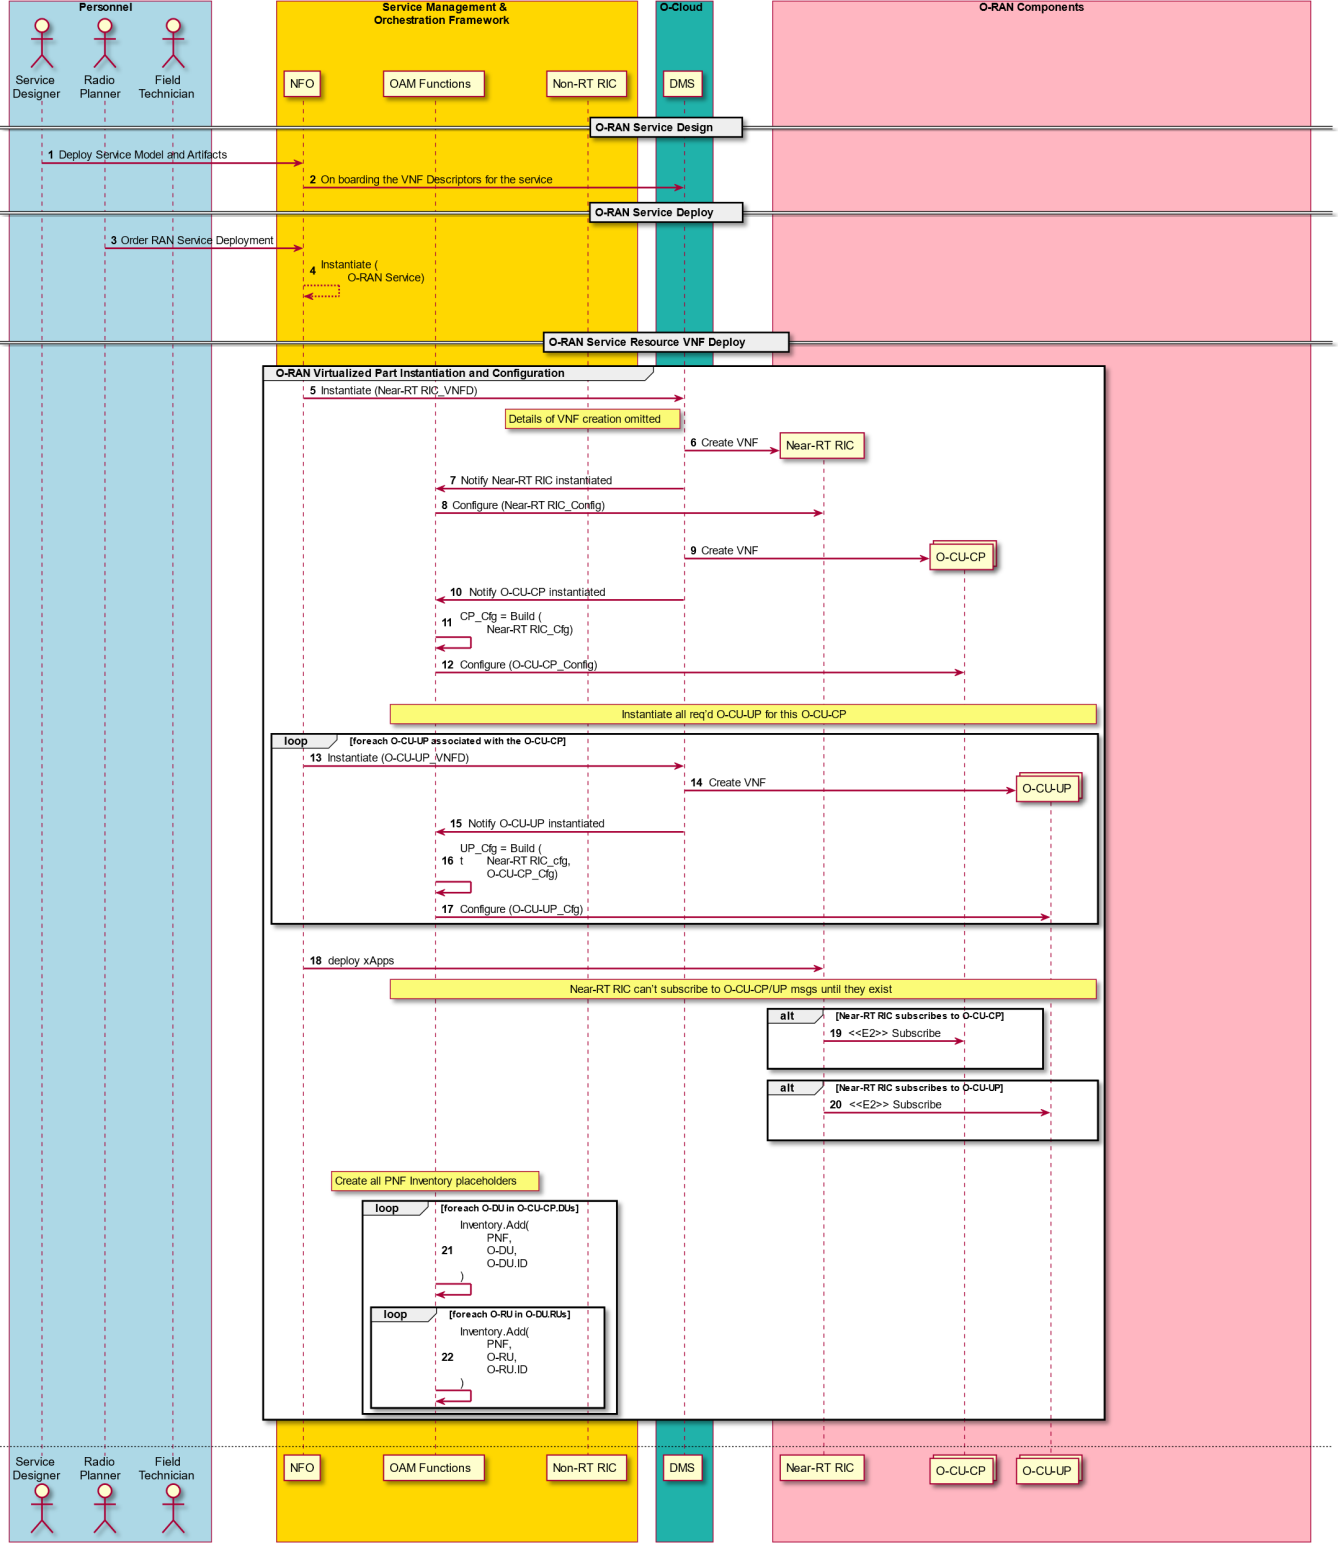 Personnel
Service Management &
Orchestration Framework
O-Cloud
O-RAN Components
Service
Designer
Radio
Planner
Field
Technician
NFO
OAM Functions
Non-RT RIC
DMS
O-RAN Service Design
1 Deploy Service Model and Artifacts
2 On boarding the VNF Descriptors for the service
O-RAN Service Deploy
3 Order RAN Service Deployment
4 Instantiate (
O-RAN Service)
O-RAN Service Resource VNF Deploy
O-RAN Virtualized Part Instantiation and Configuration
5 Instantiate (Near-RT RIC_VNFD)
Details of VNF creation omitted
6 Create VNF
Near-RT RIC
7 Notify Near-RT RIC instantiated
8 Configure (Near-RT RIC_Config)
9 Create VNF
O-CU-CP
10 Notify O-CU-CP instantiated
11 CP_Cfg = Build (
Near-RT RIC_Cfg)
12 Configure (O-CU-CP_Config)
Instantiate all req'd O-CU-UP for this O-CU-CP
loop [foreach O-CU-UP associated with the O-CU-CP]
13 Instantiate (O-CU-UP_VNFD)
14 Create VNF
O-CU-UP
15 Notify O-CU-UP instantiated
UP_Cfg = Build (
16 t Near-RT RIC_cfg,
O-CU-CP_Cfg)
17 Configure (O-CU-UP_Cfg)
18 deploy xApps
Near-RT RIC can't subscribe to O-CU-CP/UP msgs until they exist
alt [Near-RT RIC subscribes to O-CU-CP]
19 <<E2>> Subscribe
alt [Near-RT RIC subscribes to O-CU-UP]
20 <<E2>> Subscribe
Create all PNF Inventory placeholders
loop [foreach O-DU in O-CU-CP.DUs]
Inventory.Add(
PNF,
21 O-DU,
O-DU.ID
)
loop [foreach O-RU in O-DU.RUs]
Inventory.Add(
PNF,
22 O-RU,
O-RU.ID
)
Service
Designer
Radio
Planner
Field
Technician
NFO
OAM Functions
Non-RT RIC
DMS
Near-RT RIC
O-CU-CP
O-CU-UP